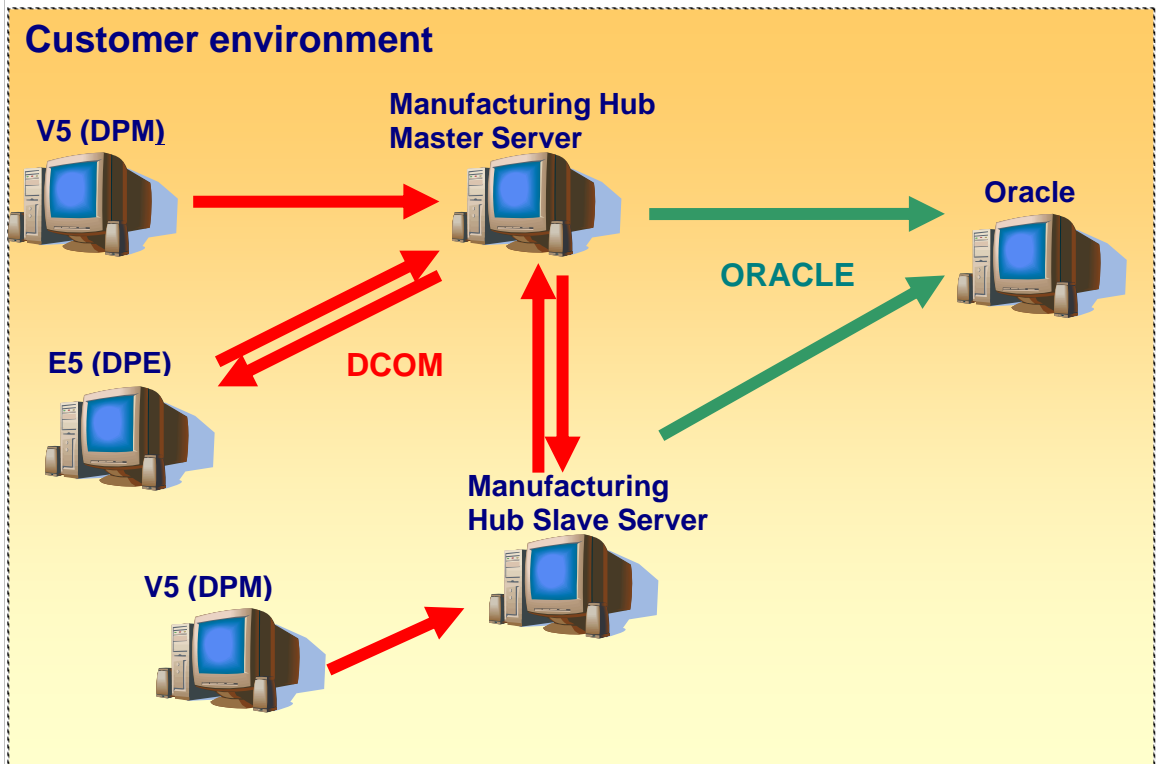 Customer environment
Manufacturing Hub
Master Server
V5 (DPM)
Oracle
ORACLE
E5 (DPE)
DCOM
Manufacturing
Hub Slave Server
V5 (DPM)